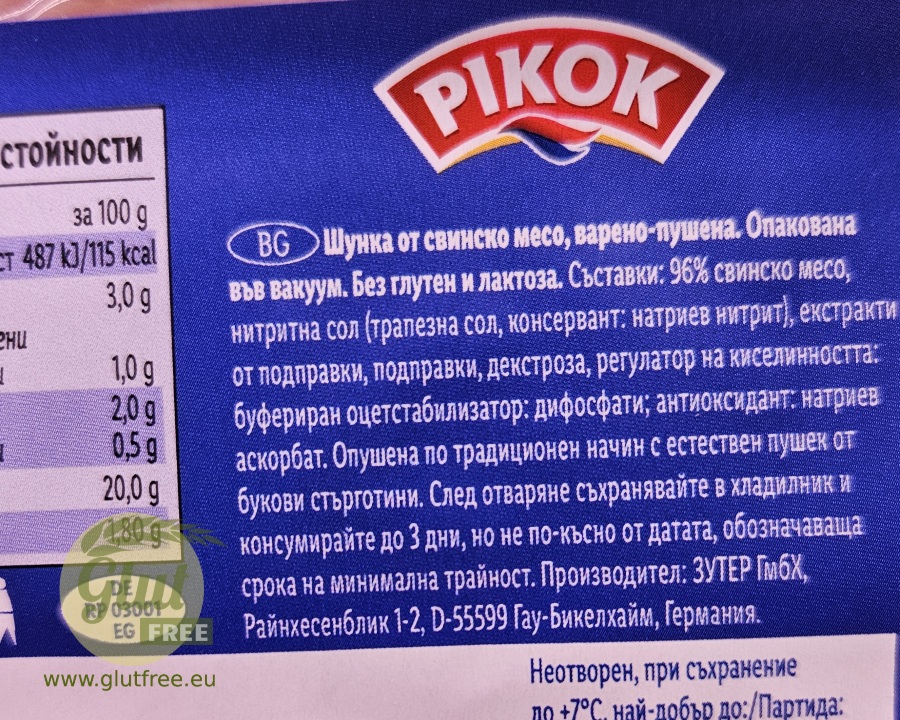 PIKOK
СТОЙНОСТИ
за 100 g
ст 487 kJ/115 kcal
3,0 g
ени
1,0 g
2,0 g
0,5 g
20,0 g
1,80 g
BG Шунка от свинско месо, варено-пушена. Опакована
във вакуум. Без глутен и лактоза. Съставки: 96% свинско месо,
нитритна сол (трапезна сол, консервант: натриев нитрит), екстракти
от подправки, подправки, декстроза, регулатор на киселинността:
буфериран оцетстабилизатор: дифосфати; антиоксидант: натриев
аскорбат. Опушена по традиционен начин с естествен пушек от
букови стърготини. След отваряне съхранявайте в хладилник и
консумирайте до 3 дни, но не по-късно от датата, обозначаваща
срока на минимална трайност. Производител: ЗУТЕР ГмбХ,
Райнхесенблик 1-2, D-55599 Гау-Бикелхайм, Германия.
DE
RP 03001
EG
Glut
FREE
www.glutfree.eu
Неотворен, при съхранение
до +7°C, най-добър до:/Партида: